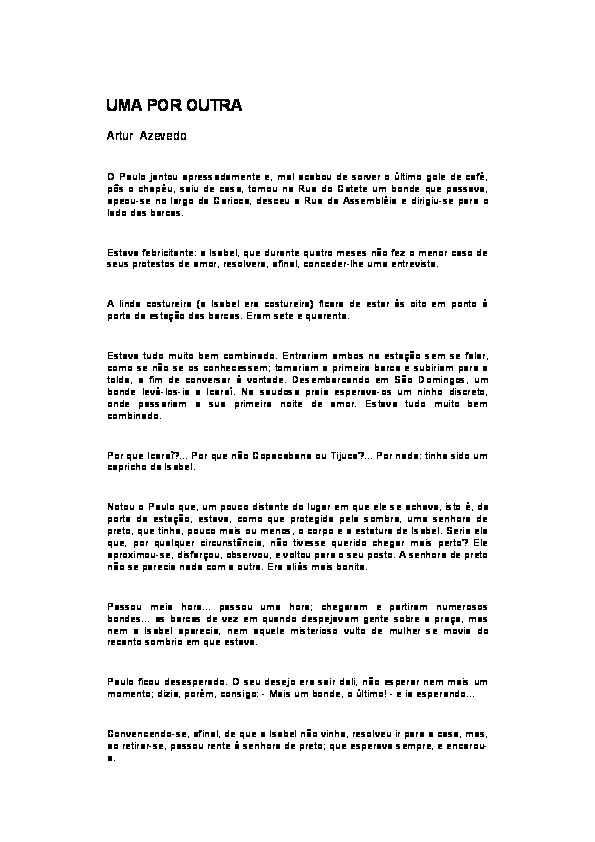 UMA POR OUTRA
Artur Azevedo
O Paulo jantou apressadamente e, mal acabou de sorver o último gole de café,
pôs o chapéu, saiu de casa, tomou na Rua do Catete um bonde que passava,
apeou-se no largo da Carioca, desceu a Rua da Assembléia e dirigiu-se para o
lado das barcas.
Estava febricitante: a Isabel, que durante quatro meses não fez o menor caso de
seus protestos de amor, resolvera, afinal, conceder-lhe uma entrevista.
A linda costureira (a Isabel era costureira) ficara de estar às oito em ponto à
porta da estação das barcas. Eram sete e quarenta.
Estava tudo muito bem combinado. Entrariam ambos na estação sem se falar,
como se não se os conhecessem; tomariam a primeira barca e subiriam para a
tolda, a fim de conversar à vontade. Desembarcando em São Domingos, um
bonde levá-los-ia a Icaraí. Na saudosa praia esperava-os um ninho discreto,
onde passariam a sua primeira noite de amor. Estava tudo muito bem
combinado.
Por que Icaraí?... Por que não Copacabana ou Tijuca?... Por nada: tinha sido um
capricho da Isabel.
Notou o Paulo que, um pouco distante do lugar em que ele se achava, isto é, da
porta da estação, estava, como que protegida pela sombra, uma senhora de
preto, que tinha, pouco mais ou menos, o corpo e a estatura de Isabel. Seria ela
que, por qualquer circunstância, não tivesse querido chegar mais perto? Ele
aproximou-se, disfarçou, observou, e voltou para o seu posto. A senhora de preto
não se parecia nada com a outra. Era aliás mais bonita.
Passou meia hora... passou uma hora; chegaram e partiram numerosos
bondes... as barcas de vez em quando despejavam gente sobre a praça, mas
nem a Isabel aparecia, nem aquele misterioso vulto de mulher se movia do
recanto sombrio em que estava.
Paulo ficou desesperado. O seu desejo era sair dali, não esperar nem mais um
momento; dizia, porém, consigo: - Mais um bonde, o último! - e ia esperando...
Convencendo-se, afinal, de que a Isabel não vinha, resolveu ir para a casa, mas,
ao retirar-se, passou rente à senhora de preto; que esperava sempre, e encarou-
a.